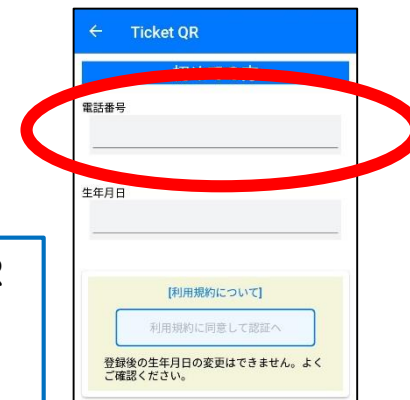 ← Ticket QR
電話番号
生年月日
[利用規約について]
利用規約に同意して認証へ
登録後の生年月日の変更はできません。よく
ご確認ください。